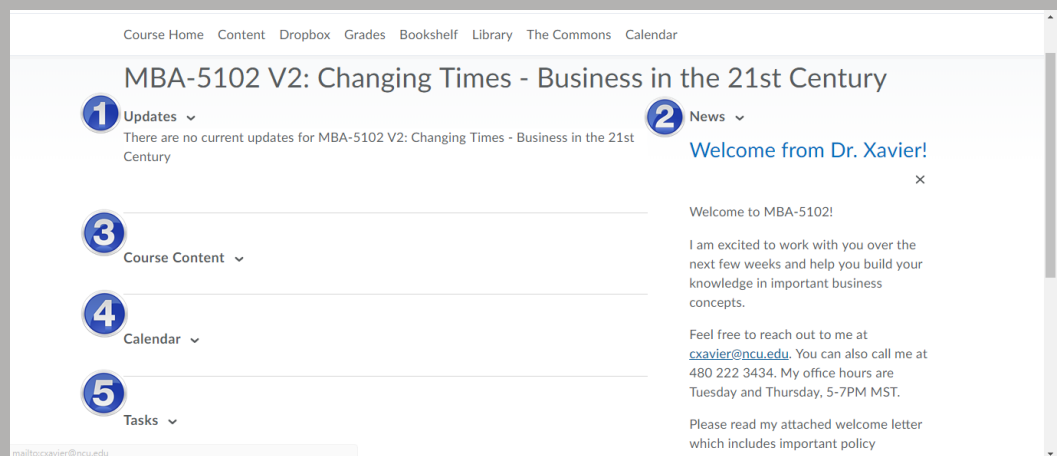 Course Home Content Dropbox Grades Bookshelf Library The Commons Calendar
MBA-5102 V2: Changing Times - Business in the 21st Century
1
Updates
There are no current updates for MBA-5102 V2: Changing Times - Business in the 21st
Century
3
Course Content
4
Calendar
5
Tasks
2
News
Welcome from Dr. Xavier!
×
Welcome to MBA-5102!
I am excited to work with you over the
next few weeks and help you build your
knowledge in important business
concepts.
Feel free to reach out to me at
cxavier@ncu.edu. You can also call me at
480 222 3434. My office hours are
Tuesday and Thursday, 5-7PM MST.
Please read my attached welcome letter
which includes important policy
mailto:cxavier@ncu.edu